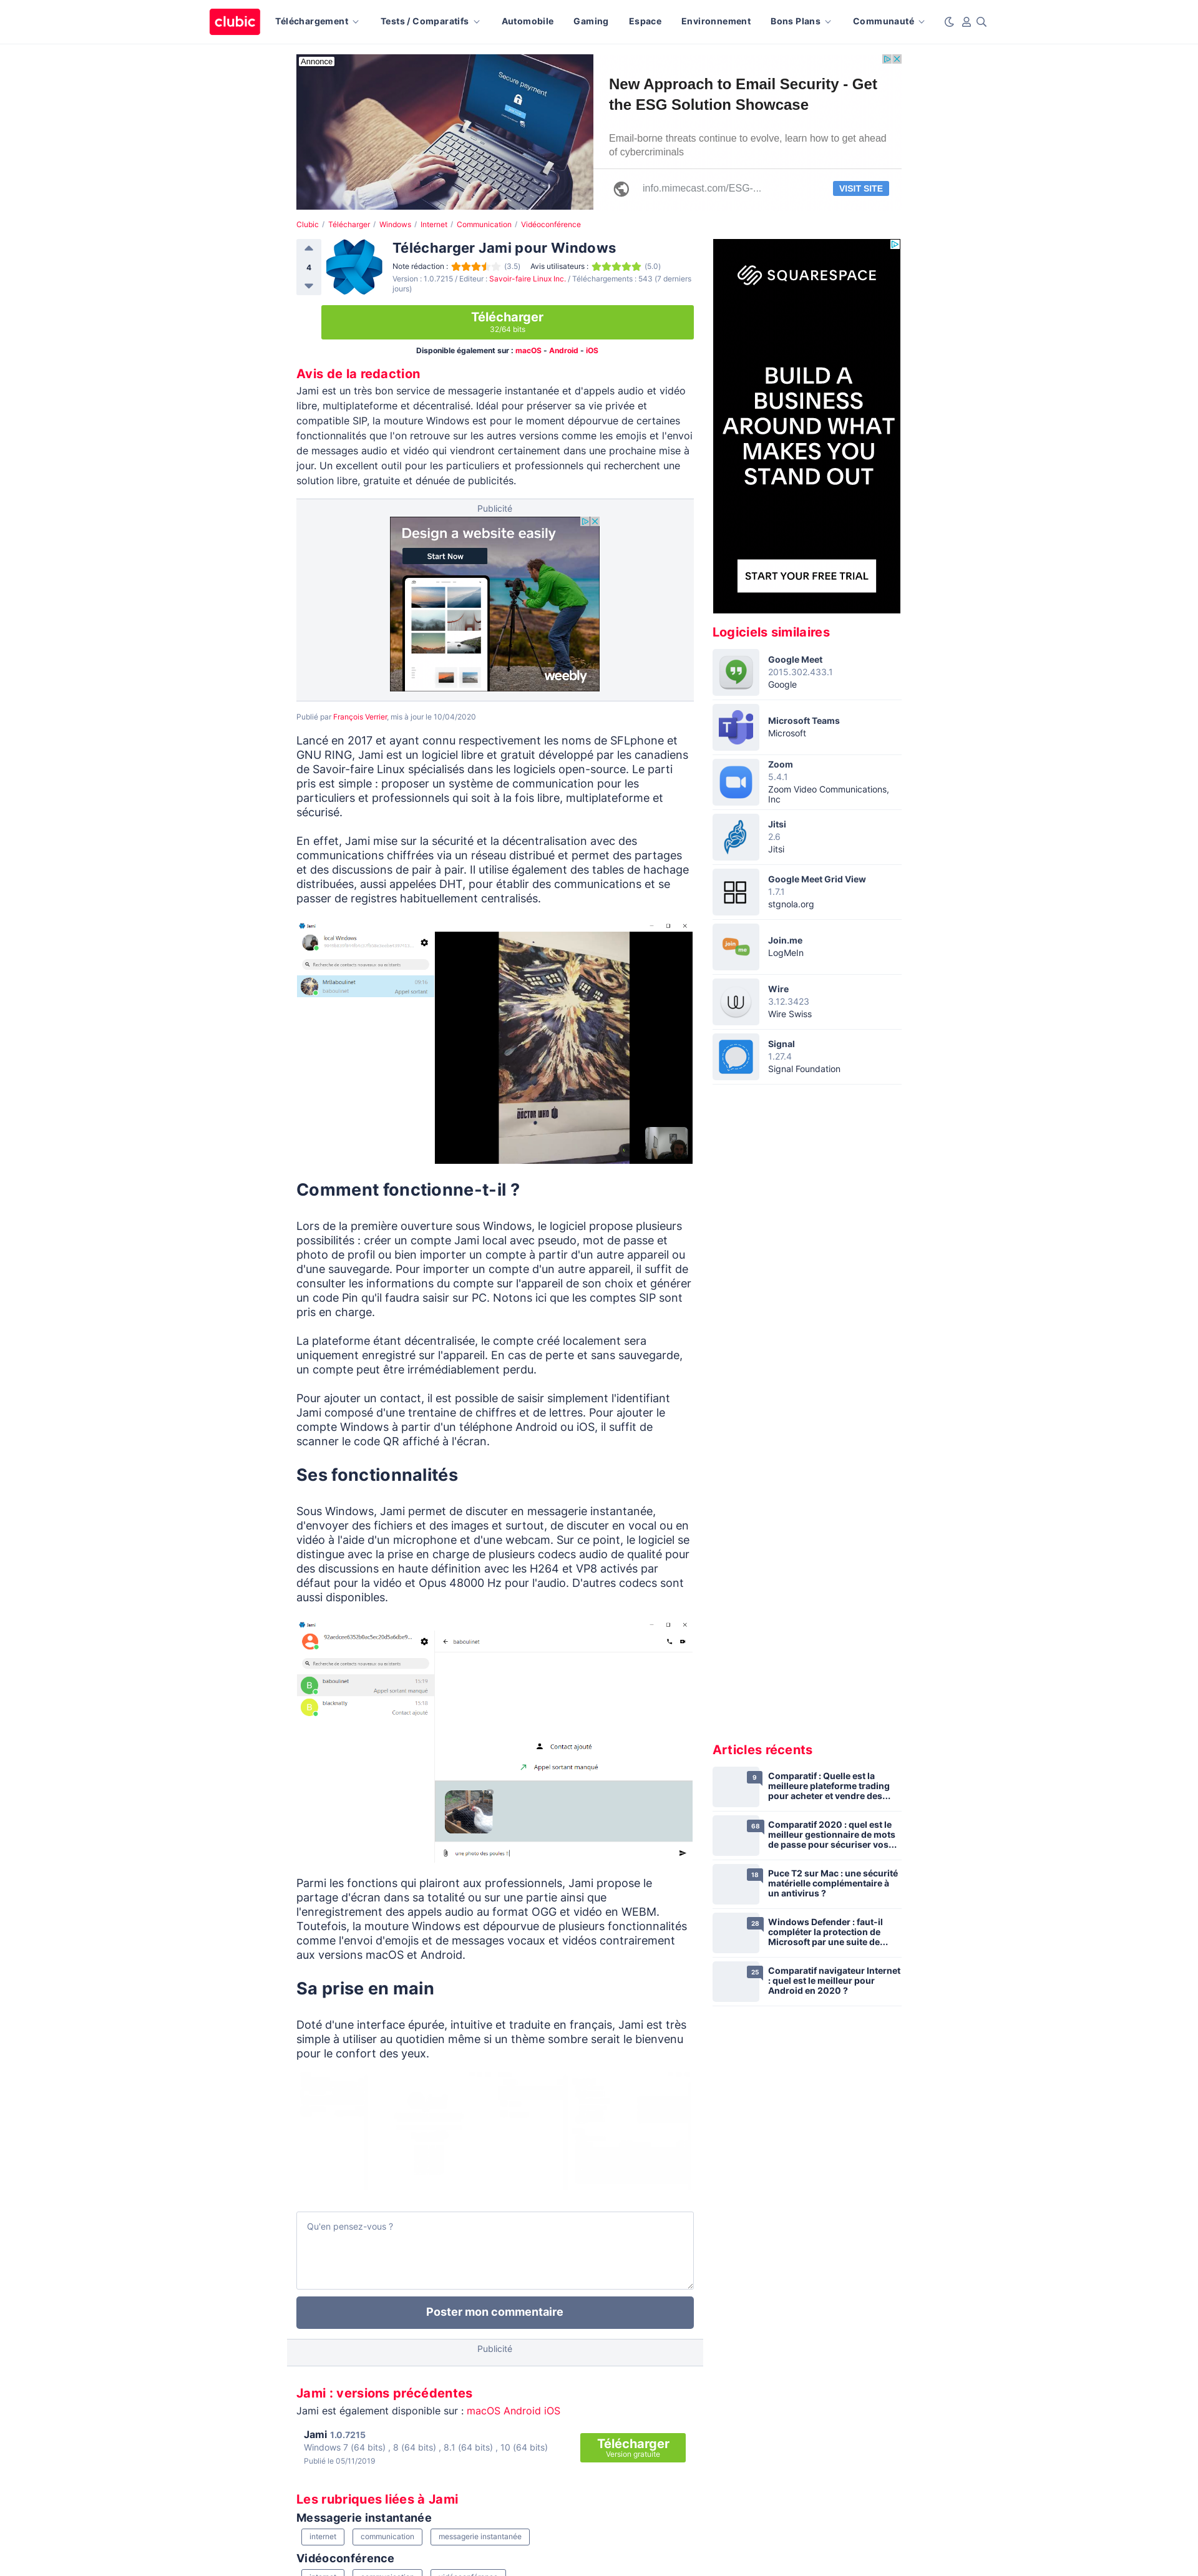 clubic
Téléchargement
Tests / Comparatifs
Automobile
Gaming
Espace
Environnement
Bons Plans
Communauté
Annonce
Secure payment
New Approach to Email Security - Get
the ESG Solution Showcase
Email-borne threats continue to evolve, learn how to get ahead
of cybercriminals
info.mimecast.com/ESG-...
VISIT SITE
Clubic / Télécharger / Windows / Internet / Communication / Vidéoconférence
4
Télécharger Jami pour Windows
Note rédaction : (3.5) Avis utilisateurs : (5.0)
Version : 1.0.7215 / Editeur : Savoir-faire Linux Inc. / Téléchargements : 543 (7 derniers
jours)
Télécharger
32/64 bits
Disponible également sur : macOS - Android - iOS
Avis de la redaction
Jami est un très bon service de messagerie instantanée et d'appels audio et vidéo
libre, multiplateforme et décentralisé. Idéal pour préserver sa vie privée et
compatible SIP, la mouture Windows est pour le moment dépourvue de certaines
fonctionnalités que l'on retrouve sur les autres versions comme les emojis et l'envoi
de messages audio et vidéo qui viendront certainement dans une prochaine mise à
jour. Un excellent outil pour les particuliers et professionnels qui recherchent une
solution libre, gratuite et dénuée de publicités.
Publicité
Design a website easily
Start Now
weebly
Publié par François Verrier, mis à jour le 10/04/2020
Lancé en 2017 et ayant connu respectivement les noms de SFLphone et
GNU RING, Jami est un logiciel libre et gratuit développé par les canadiens
de Savoir-faire Linux spécialisés dans les logiciels open-source. Le parti
pris est simple : proposer un système de communication pour les
particuliers et professionnels qui soit à la fois libre, multiplateforme et
sécurisé.
En effet, Jami mise sur la sécurité et la décentralisation avec des
communications chiffrées via un réseau distribué et permet des partages
et des discussions de pair à pair. Il utilise également des tables de hachage
distribuées, aussi appelées DHT, pour établir des communications et se
passer de registres habituellement centralisés.
Jami
local Windows
Recherche de contacts nouveaux ou existants
Mrtlaboulinet
baboulinet
Appel sortant
DOCTOR WHO
Comment fonctionne-t-il ?
Lors de la première ouverture sous Windows, le logiciel propose plusieurs
possibilités : créer un compte Jami local avec pseudo, mot de passe et
photo de profil ou bien importer un compte à partir d'un autre appareil ou
d'une sauvegarde. Pour importer un compte d'un autre appareil, il suffit de
consulter les informations du compte sur l'appareil de son choix et générer
un code Pin qu'il faudra saisir sur PC. Notons ici que les comptes SIP sont
pris en charge.
La plateforme étant décentralisée, le compte créé localement sera
uniquement enregistré sur l'appareil. En cas de perte et sans sauvegarde,
un compte peut être irrémédiablement perdu.
Pour ajouter un contact, il est possible de saisir simplement l'identifiant
Jami composé d'une trentaine de chiffres et de lettres. Pour ajouter le
compte Windows à partir d'un téléphone Android ou iOS, il suffit de
scanner le code QR affiché à l'écran.
Ses fonctionnalités
Sous Windows, Jami permet de discuter en messagerie instantanée,
d'envoyer des fichiers et des images et surtout, de discuter en vocal ou en
vidéo à l'aide d'un microphone et d'une webcam. Sur ce point, le logiciel se
distingue avec la prise en charge de plusieurs codecs audio de qualité pour
des discussions en haute définition avec les H264 et VP8 activés par
défaut pour la vidéo et Opus 48000 Hz pour l'audio. D'autres codecs sont
aussi disponibles.
Jami
baboulinet
Recherche de contacts nouveaux ou existants
B
baboulinet
15:19
Appel sortant manqué
B
blacknelly
15:18
Contact ajouté
Contact ajouté
Appel sortant manqué
une photo des poules !
Parmi les fonctions qui plairont aux professionnels, Jami propose le
partage d'écran dans sa totalité ou sur une partie ainsi que
l'enregistrement des appels audio au format OGG et vidéo en WEBM.
Toutefois, la mouture Windows est dépourvue de plusieurs fonctionnalités
comme l'envoi d'emojis et de messages vocaux et vidéos contrairement
aux versions macOS et Android.
Sa prise en main
Doté d'une interface épurée, intuitive et traduite en français, Jami est très
simple à utiliser au quotidien même si un thème sombre serait le bienvenu
pour le confort des yeux.
Qu'en pensez-vous ?
Poster mon commentaire
Publicité
Jami : versions précédentes
Jami est également disponible sur : macOS Android iOS
Jami 1.0.7215
Windows 7 (64 bits) , 8 (64 bits) , 8.1 (64 bits) , 10 (64 bits)
Publié le 05/11/2019
Télécharger
Version gratuite
Les rubriques liées à Jami
Messagerie instantanée
internet
communication
messagerie instantanée
Vidéoconférence
SQUARESPACE
BUILD A
BUSINESS
AROUND WHAT
MAKES YOU
STAND OUT
START YOUR FREE TRIAL
Logiciels similaires
Google Meet
2015.302.433.1
Google
Microsoft Teams
Microsoft
Zoom
5.4.1
Zoom Video Communications,
Inc
Jitsi
2.6
Jitsi
Google Meet Grid View
1.7.1
stgnola.org
join
me
Join.me
LogMeIn
Wire
3.12.3423
Wire Swiss
Signal
1.27.4
Signal Foundation
Articles récents
9
Comparatif : Quelle est la
meilleure plateforme trading
pour acheter et vendre des...
68
Comparatif 2020 : quel est le
meilleur gestionnaire de mots
de passe pour sécuriser vos...
18
Puce T2 sur Mac : une sécurité
matérielle complémentaire à
un antivirus ?
28
Windows Defender : faut-il
compléter la protection de
Microsoft par une suite de...
25
Comparatif navigateur Internet
: quel est le meilleur pour
Android en 2020 ?